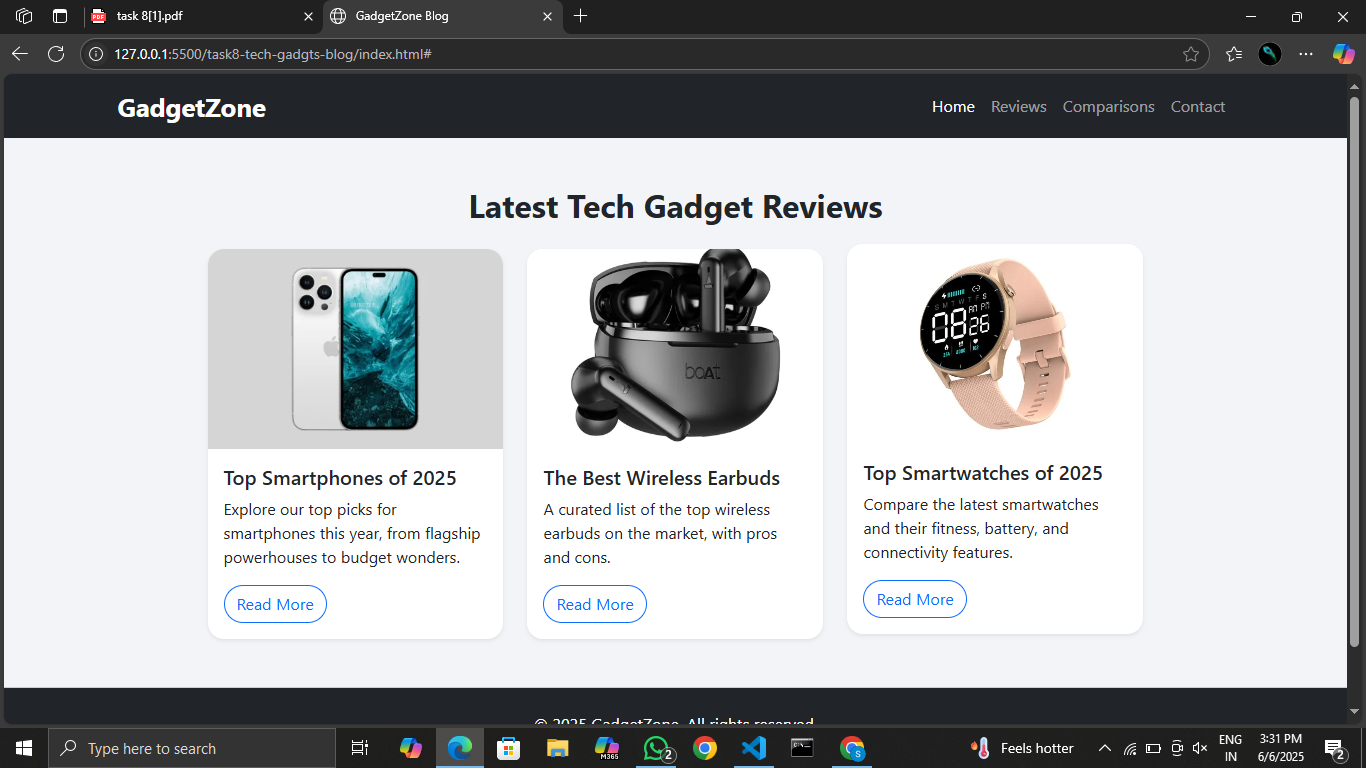 task 8[1].pdf
GadgetZone Blog
127.0.0.1:5500/task8-tech-gadgts-blog/index.html#
GadgetZone
Home Reviews Comparisons Contact
Latest Tech Gadget Reviews
boAt
08 26
Top Smartphones of 2025
Explore our top picks for
smartphones this year, from flagship
powerhouses to budget wonders.
Read More
The Best Wireless Earbuds
A curated list of the top wireless
earbuds on the market, with pros
and cons.
Read More
Top Smartwatches of 2025
Compare the latest smartwatches
and their fitness, battery, and
connectivity features.
Read More
© 2025 GadgetZone. All rights reserved.
Type here to search
M365
2
S
Feels hotter
ENG
IN
3:31 PM
6/6/2025
2